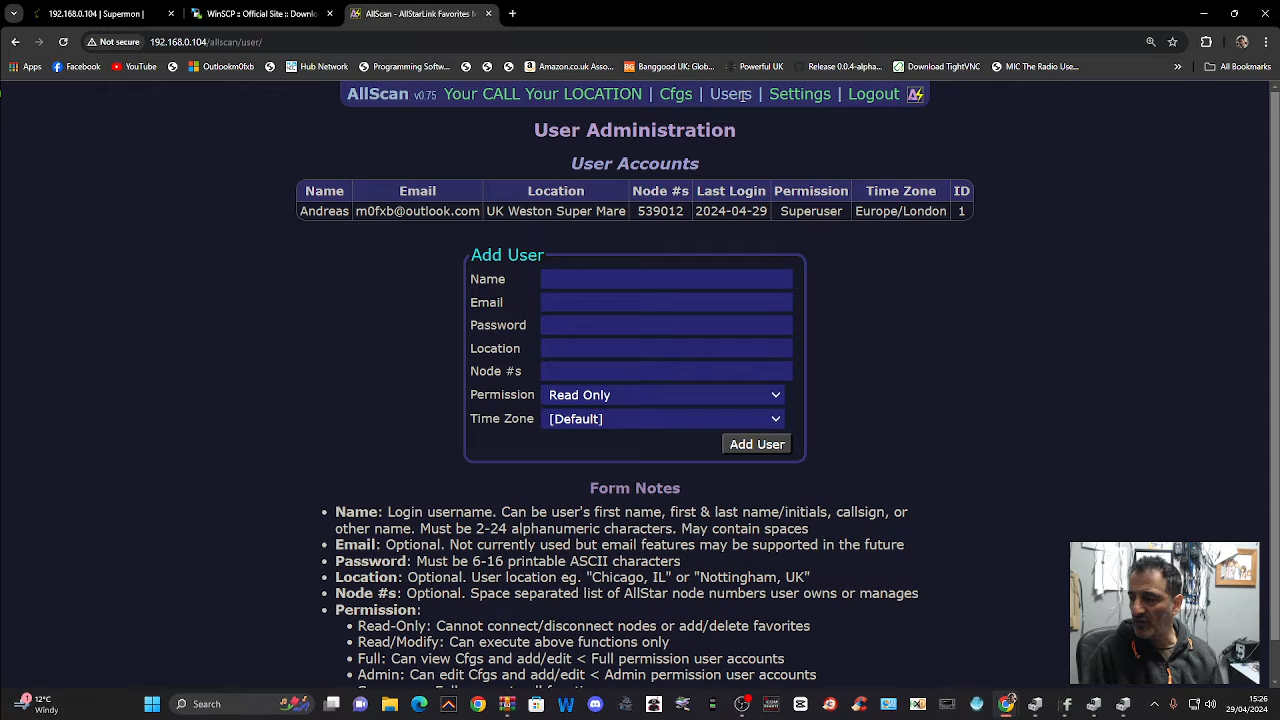 192.168.0.104 | Supermon |
WinSCP :: Official Site :: Downlo
AllScan - AllStarLink Favorites
Not secure 192.168.0.104/allscan/user/
Apps Facebook YouTube Outlookm0fxb Hub Network Programming Softwar... Amazon.co.uk Asso... Banggood UK: Glob... Powerful UK Release 0.0.4-alpha... Download TightVNC MIC The Radio Use... » All Bookmarks
AllScan v0.75 Your CALL Your LOCATION | Cfgs | Users | Settings | Logout
User Administration
User Accounts
Name Email Location Node #s Last Login Permission Time Zone ID
Andreas m0fxb@outlook.com UK Weston Super Mare 539012 2024-04-29 Superuser Europe/London 1
Add User
Name
Email
Password
Location
Node #s
Permission Read Only
Time Zone [Default]
Add User
Form Notes
• Name: Login username. Can be user's first name, first & last name/initials, callsign, or
other name. Must be 2-24 alphanumeric characters. May contain spaces
• Email: Optional. Not currently used but email features may be supported in the future
• Password: Must be 6-16 printable ASCII characters
• Location: Optional. User location eg. "Chicago, IL" or "Nottingham, UK"
• Node #s: Optional. Space seperated list of AllStar node numbers user owns or manages
• Permission:
• Read-Only: Cannot connect/disconnect nodes or add/delete favorites
• Read/Modify: Can execute above functions only
• Full: Can view Cfgs and add/edit < Full permission user accounts
• Admin: Can edit Cfgs and add/edit < Admin permission user accounts
12°C
Windy
Search
15:26
29/04/2024